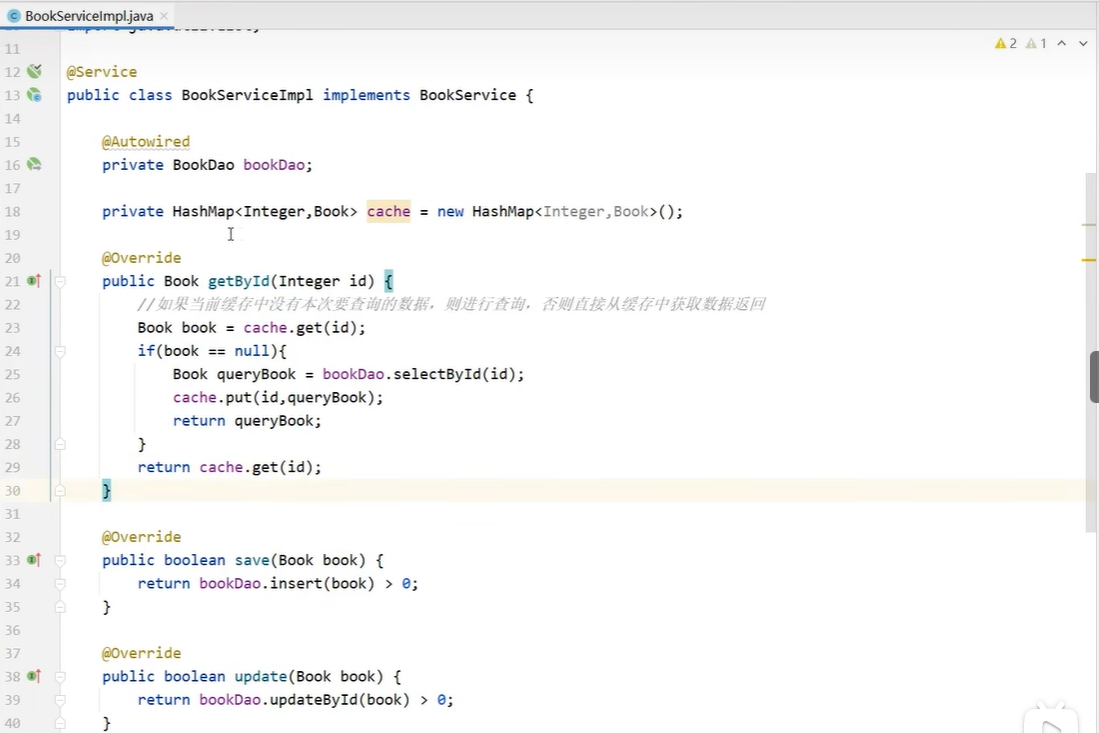 BookServiceImpl.java
2 1
11
12 @Service
13 public class BookServiceImpl implements BookService {
14
15 @Autowired
16 private BookDao bookDao;
17
18 private HashMap<Integer,Book> cache = new HashMap<Integer,Book>();
19
20 @Override
21 public Book getById(Integer id) {
22 //如果当前缓存中没有本次要查询的数据，则进行查询，否则直接从缓存中获取数据返回
23 Book book = cache.get(id);
24 if(book == null){
25 Book queryBook = bookDao.selectById(id);
26 cache.put(id,queryBook);
27 return queryBook;
28 }
29 return cache.get(id);
30 }
31
32 @Override
33 public boolean save(Book book) {
34 return bookDao.insert(book) > 0;
35 }
36
37 @Override
38 public boolean update(Book book) {
39 return bookDao.updateById(book) > 0;
40 }